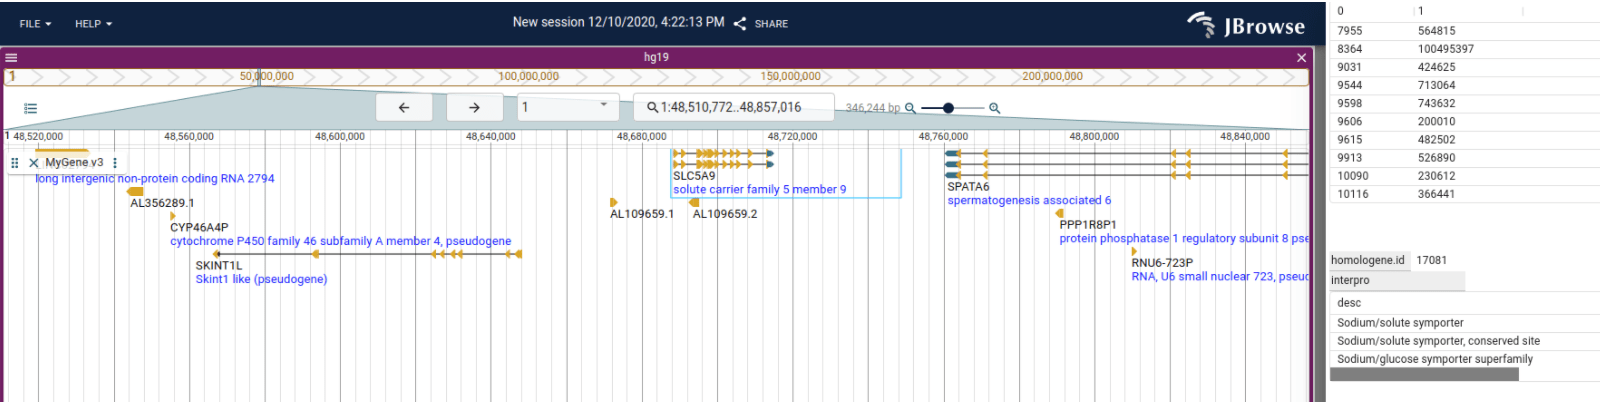 FILE HELP New session 12/10/2020, 4:22:13 PM SHARE JBrowse
hg19
1 50,000,000 100,000,000 150,000,000 200,000,000
1 1:48,510,772..48,857,016 346,244 bp
1 48,520,000 48,560,000 48,600,000 48,640,000 48,680,000 48,720,000 48,760,000 48,800,000 48,840,000
MyGene.v3
long intergenic non-protein coding RNA 2794
AL356289.1
CYP46A4P
cytochrome P450 family 46 subfamily A member 4, pseudogene
SKINT1L
Skint1 like (pseudogene)
SLC5A9
solute carrier family 5 member 9
AL109659.1 AL109659.2
SPATA6
spermatogenesis associated 6
PPP1R8P1
protein phosphatase 1 regulatory subunit 8 pse
RNU6-723P
RNA, U6 small nuclear 723, pseud
0 1
7955 564815
8364 100495397
9031 424625
9544 713064
9598 743632
9606 200010
9615 482502
9913 526890
10090 230612
10116 366441
homologene.id 17081
interpro
desc
Sodium/solute symporter
Sodium/solute symporter, conserved site
Sodium/glucose symporter superfamily